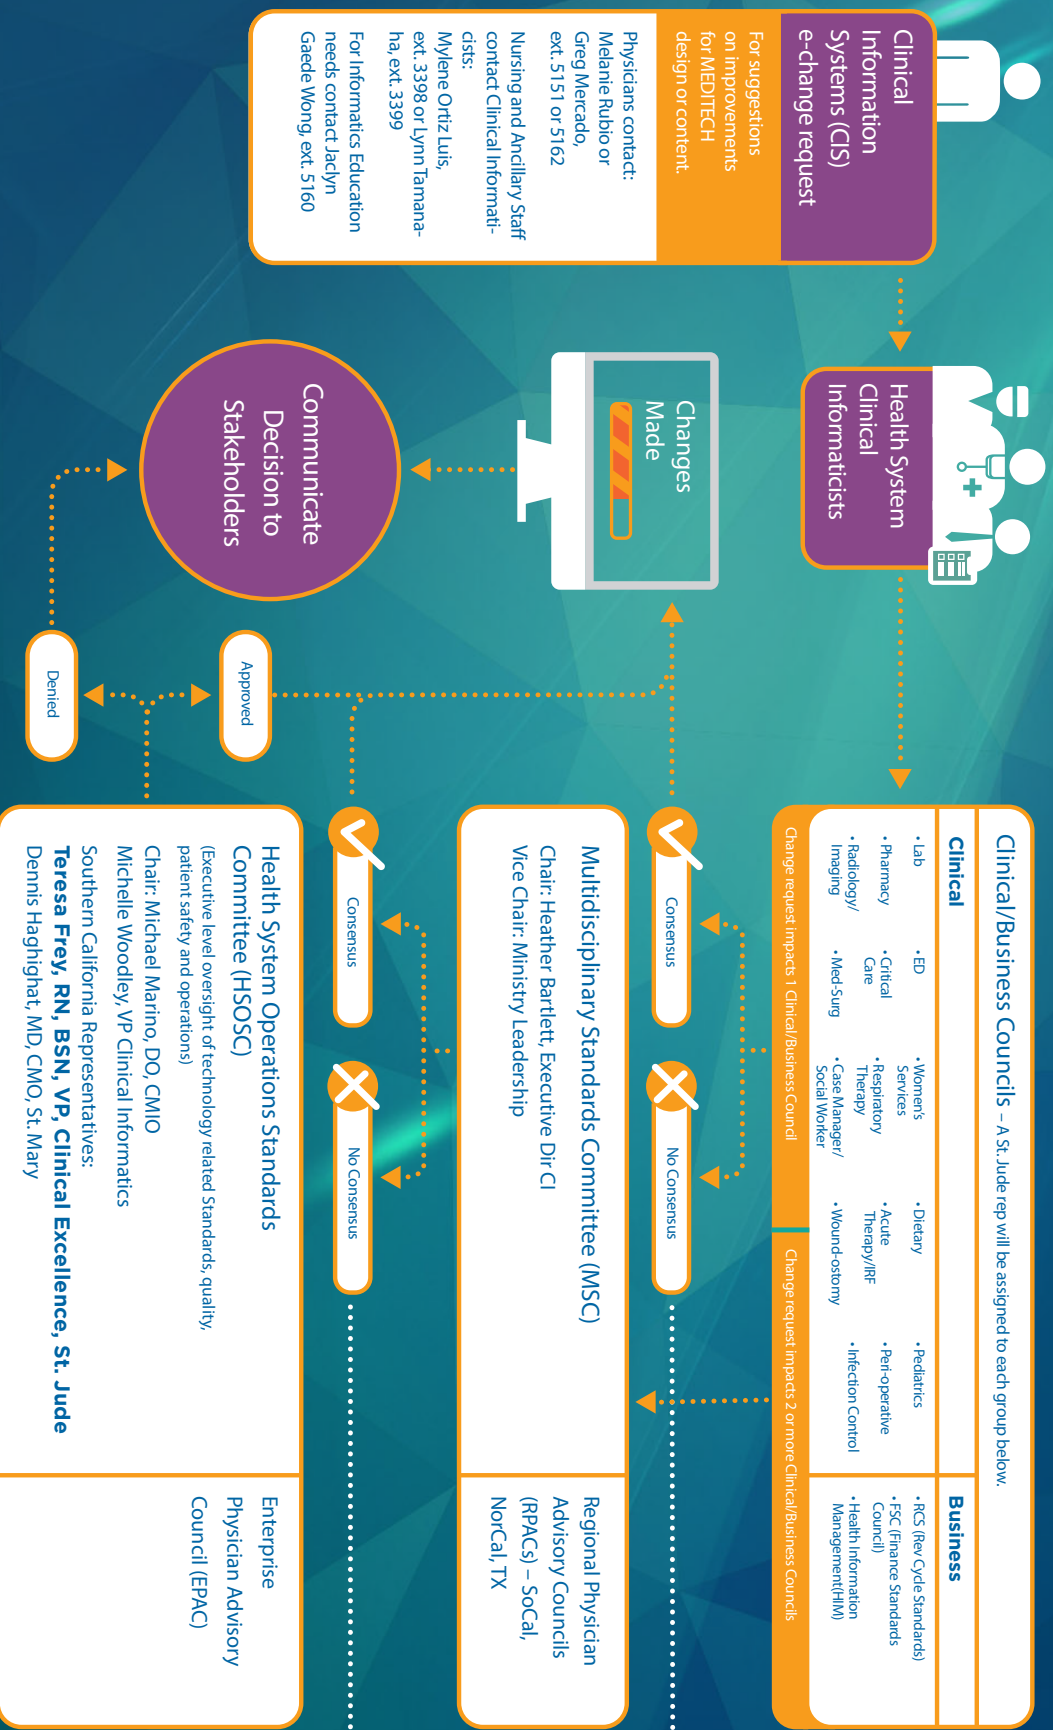 Clinical
Information
Systems (CIS)
e-change request
For suggestions
on improvements
for MEDITECH
design or content.
Physicians contact:
Melanie Rubio or
Greg Mercado,
ext. 5151 or 5162
Nursing and Ancillary Staff
contact Clinical Informati-
cists:
Mylene Ortiz Luis,
ext. 3398 or Lynn Tamana-
ha, ext. 3399
For Informatics Education
needs contact Jaclyn
Gaede Wong, ext. 5160
Health System
Clinical
Informaticists
Clinical/Business Councils – A St. Jude rep will be assigned to each group below.
Clinical
• Lab
• Pharmacy
• Radiology/
Imaging
• ED
• Critical
Care
• Med-Surg
• Women's
Services
• Respiratory
Therapy
• Case Manager/
Social Worker
• Dietary
• Acute
Therapy/IRF
• Wound-ostomy
• Pediatrics
• Peri-operative
• Infection Control
Business
• RCS (Rev Cycle Standards)
• FSC (Finance Standards
Council)
• Health Information
Management(HIM)
Change request impacts 1 Clinical/Business Council
Change request impacts 2 or more Clinical/Business Councils
Consensus
No Consensus
Changes
Made
Multidisciplinary Standards Committee (MSC)
Chair: Heather Bartlett, Executive Dir CI
Vice Chair: Ministry Leadership
Regional Physician
Advisory Councils
(RPACs) – SoCal,
NorCal, TX
Consensus
No Consensus
Communicate
Decision to
Stakeholders
Approved
Denied
Health System Operations Standards
Committee (HSOSC)
(Executive level oversight of technology related Standards, quality,
patient safety and operations)
Chair: Michael Marino, DO, CMIO
Michelle Woodley, VP Clinical Informatics
Southern California Representatives:
Teresa Frey, RN, BSN, VP, Clinical Excellence, St. Jude
Dennis Haghighat, MD, CMO, St. Mary
Enterprise
Physician Advisory
Council (EPAC)